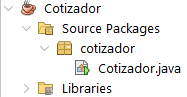 Cotizador
Source Packages
cotizador
Cotizador.java
Libraries